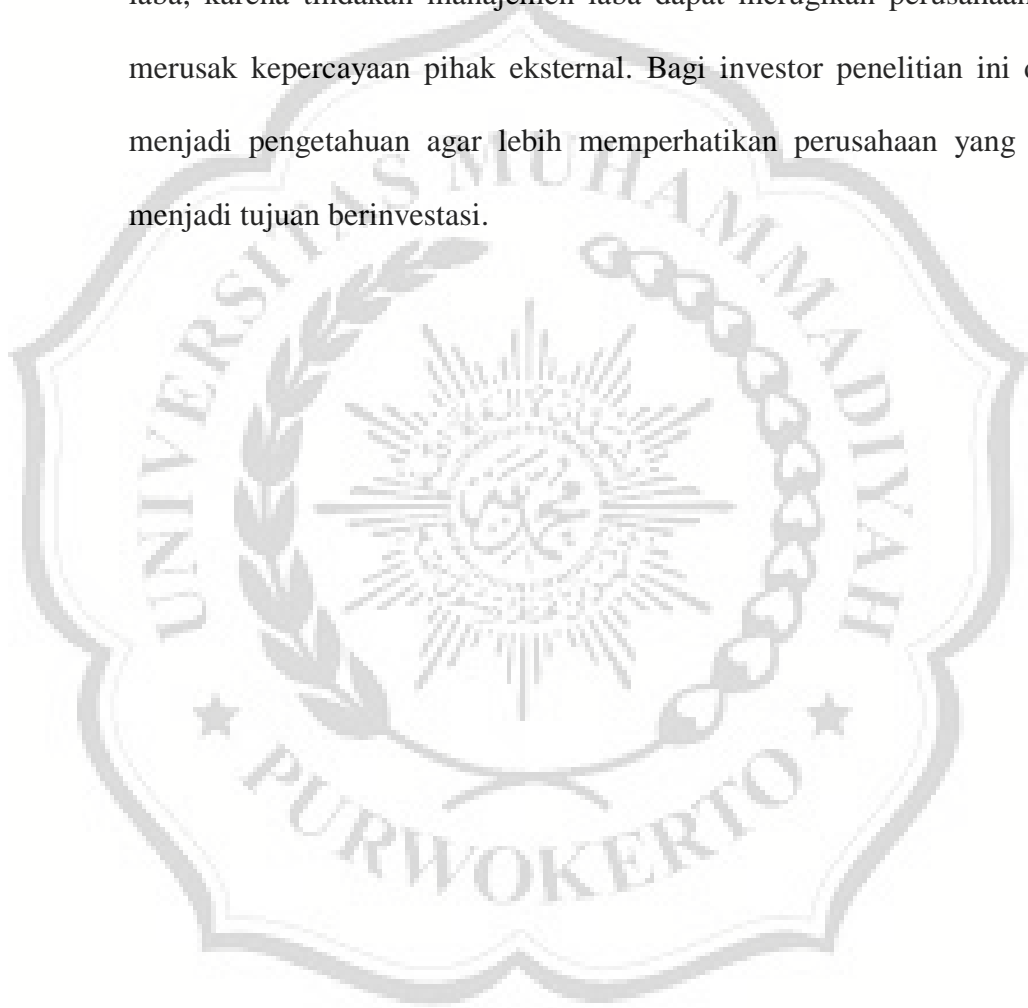 laba, karena tindakan manajemen laba dapat merugikan perusahaan
merusak kepercayaan pihak eksternal. Bagi investor penelitian ini
menjadi pengetahuan agar lebih memperhatikan perusahaan yang
menjadi tujuan berinvestasi.
UNIVERSITAS MUHAMMADIYAH
PURWOKERTO